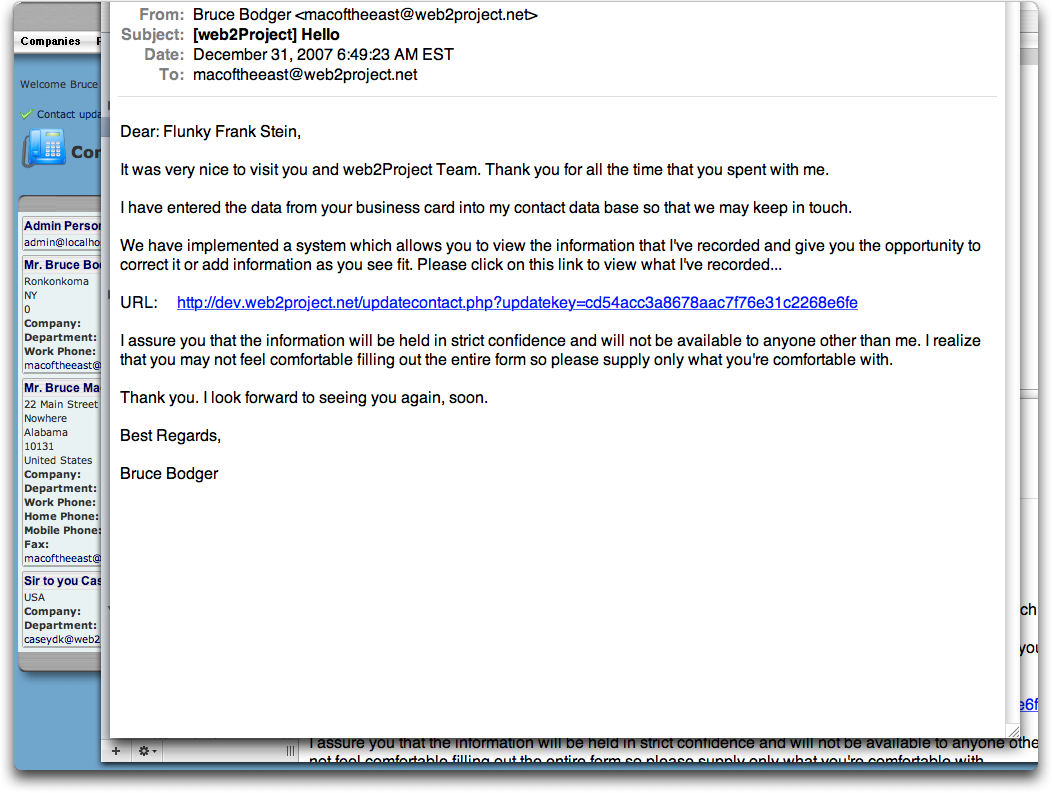 From: Bruce Bodger <macoftheeast@web2project.net>
Subject: [web2Project] Hello
Date: December 31, 2007 6:49:23 AM EST
To: macoftheeast@web2project.net
Dear: Flunky Frank Stein,
It was very nice to visit you and web2Project Team. Thank you for all the time that you spent with me.
I have entered the data from your business card into my contact data base so that we may keep in touch.
We have implemented a system which allows you to view the information that I've recorded and give you the opportunity to
correct it or add information as you see fit. Please click on this link to view what I've recorded...
URL: http://dev.web2project.net/updatecontact.php?updatekey=cd54acc3a8678aac7f76e31c2268e6fe
I assure you that the information will be held in strict confidence and will not be available to anyone other than me. I realize
that you may not feel comfortable filling out the entire form so please supply only what you're comfortable with.
Thank you. I look forward to seeing you again, soon.
Best Regards,
Bruce Bodger
Companies
Welcome Bruce
Contact upda
Con
Admin Person
admin@localhos
Mr. Bruce Bo
Ronkonkoma
NY
0
Company:
Department:
Work Phone:
macoftheeast@
Mr. Bruce Ma
22 Main Street
Nowhere
Alabama
10131
United States
Company:
Department:
Work Phone:
Home Phone:
Mobile Phone:
Fax:
macoftheeast@
Sir to you Cas
USA
Company:
Department:
caseydk@web2
ch
you
e6f
I assure you that the information will be held in strict confidence and will not be available to anyone othe
not feel comfortable filling out the entire form so please supply only what you're comfortable with